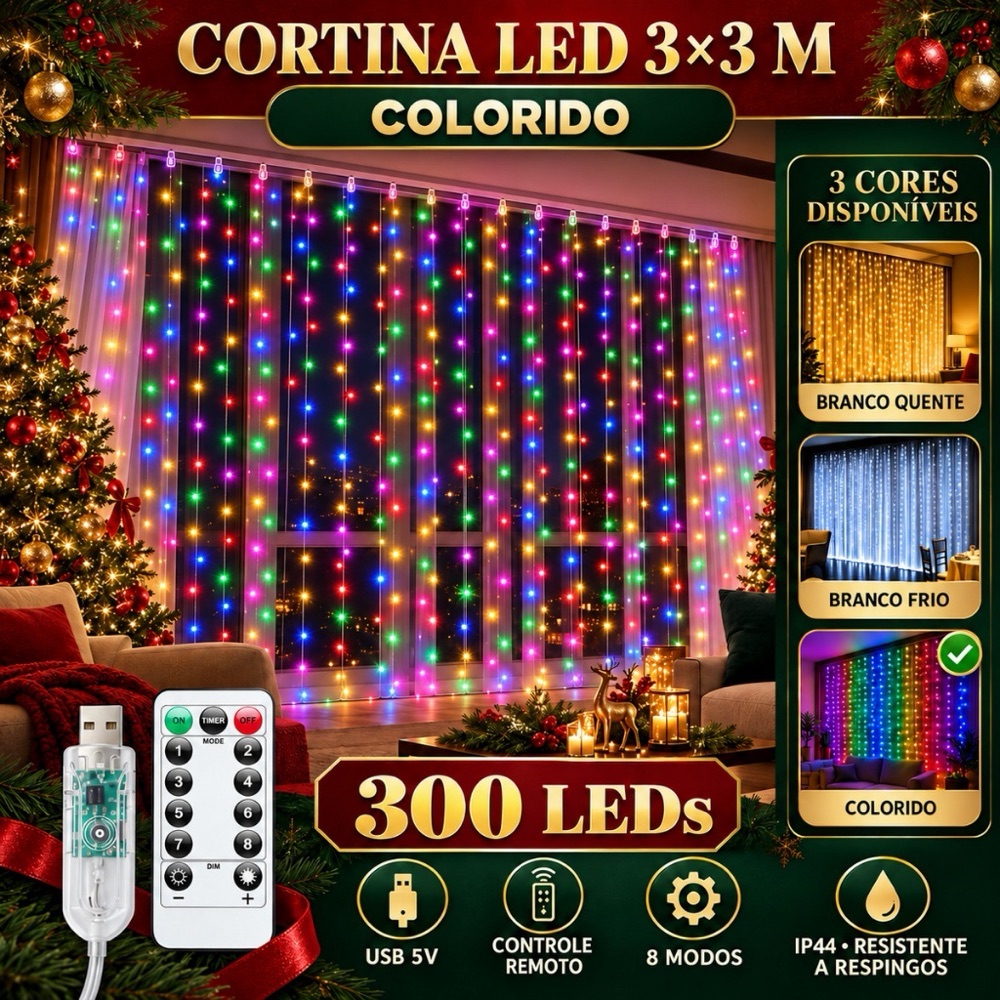 CORTINA LED 3×3 M
COLORIDO
3 CORES
DISPONÍVEIS
BRANCO QUENTE
BRANCO FRIO
COLORIDO
ON TIMER OFF
MODE
1 2
3 4
5 6
7 8
DIM
− +
300 LEDs
USB 5V
CONTROLE
REMOTO
8 MODOS
IP44 • RESISTENTE
A RESPINGOS